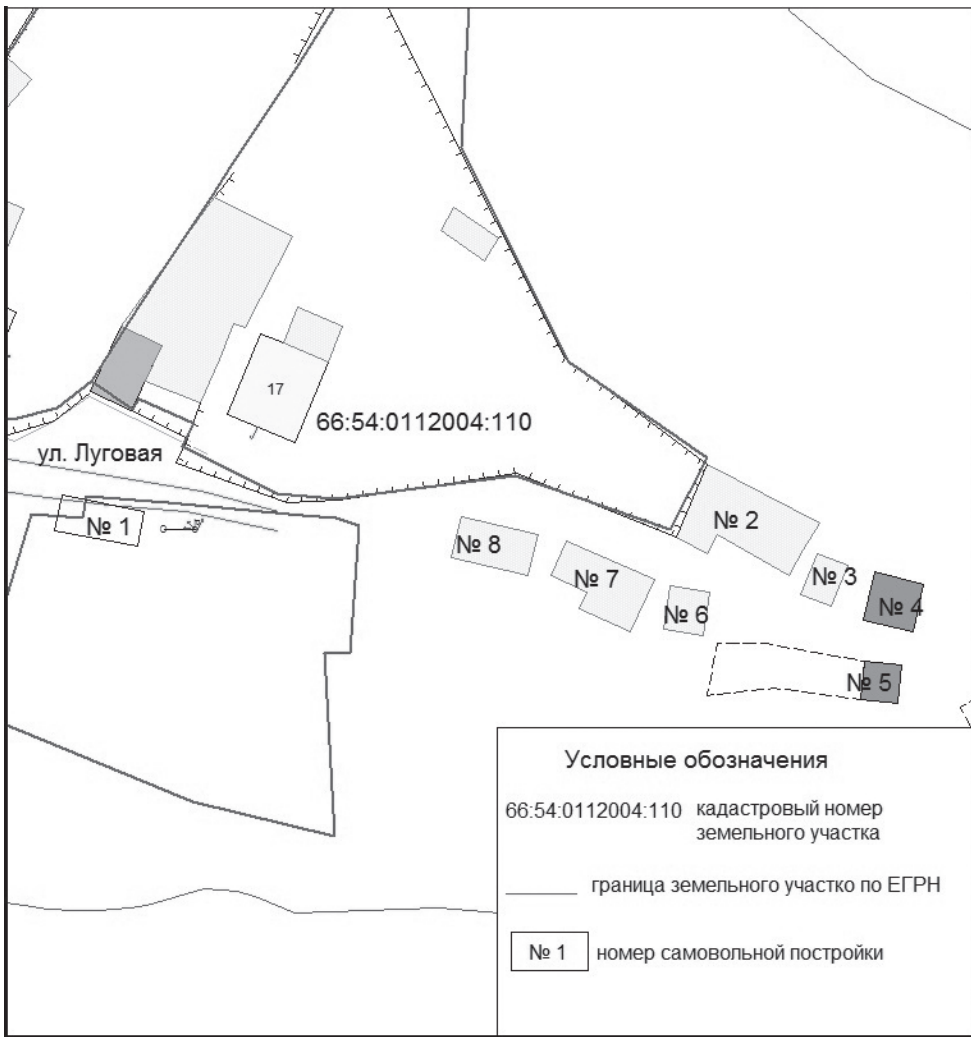 17
66:54:0112004:110
ул. Луговая
№ 1
№ 2
№ 8
№ 7
№ 3
№ 6
№ 4
№ 5
Условные обозначения
66:54:0112004:110 кадастровый номер
земельного участка
граница земельного участко по ЕГРН
№ 1 номер самовольной постройки